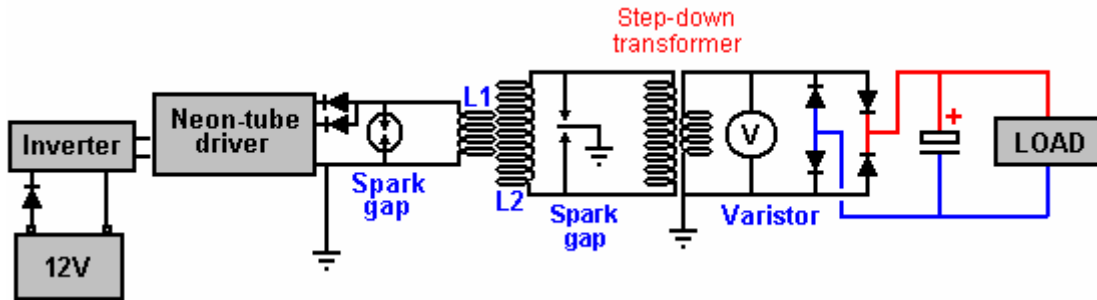 Step-down
transformer
L1
Neon-tube
driver
Inverter
V
+
LOAD
Spark
gap
L2
Spark
gap
Varistor
12V